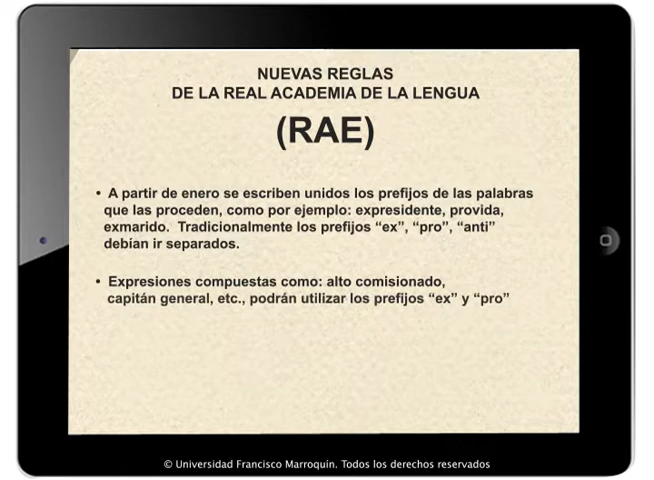 NUEVAS REGLAS
DE LA REAL ACADEMIA DE LA LENGUA
(RAE)
• A partir de enero se escriben unidos los prefijos de las palabras
que las proceden, como por ejemplo: expresidente, provida,
exmarido. Tradicionalmente los prefijos “ex”, “pro”, “anti”
debían ir separados.
• Expresiones compuestas como: alto comisionado,
capitán general, etc., podrán utilizar los prefijos “ex” y “pro”
© Universidad Francisco Marroquín. Todos los derechos reservados